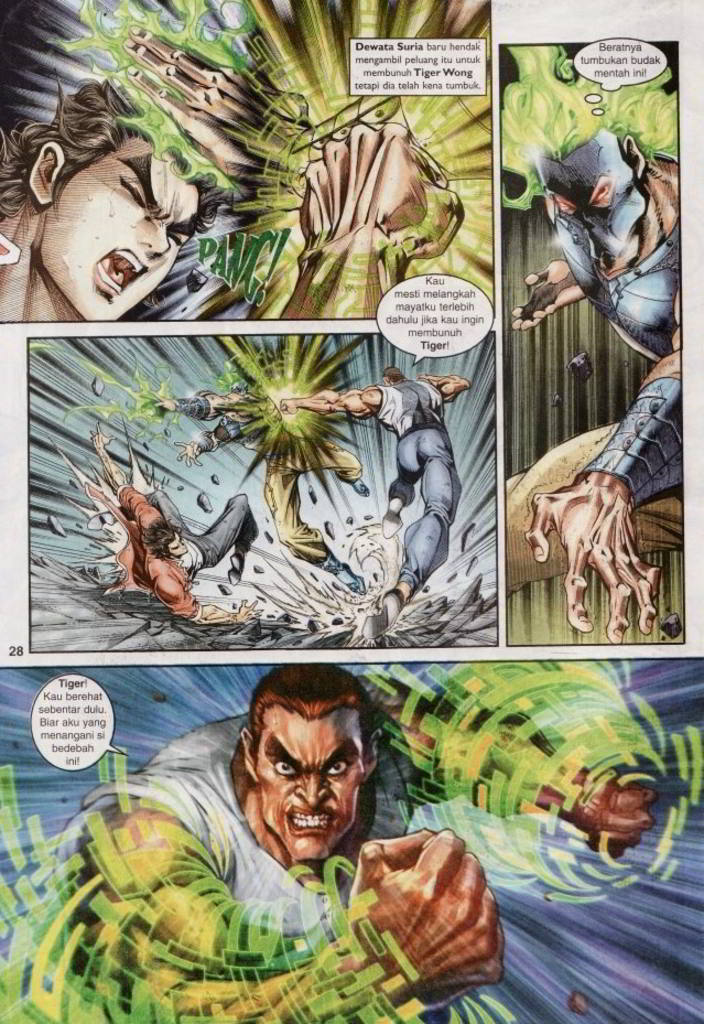 Dewata Suria baru hendak
mengambil peluang itu untuk
membunuh Tiger Wong
tetapi dia telah kena tumbuk.
PANG!
Beratnya
tumbukan budak
mentah ini!
Kau
mesti melangkah
mayatku terlebih
dahulu jika kau ingin
membunuh
Tiger!
28
Tiger!
Kau berehat
sebentar dulu.
Biar aku yang
menangani si
bedebah
ini!